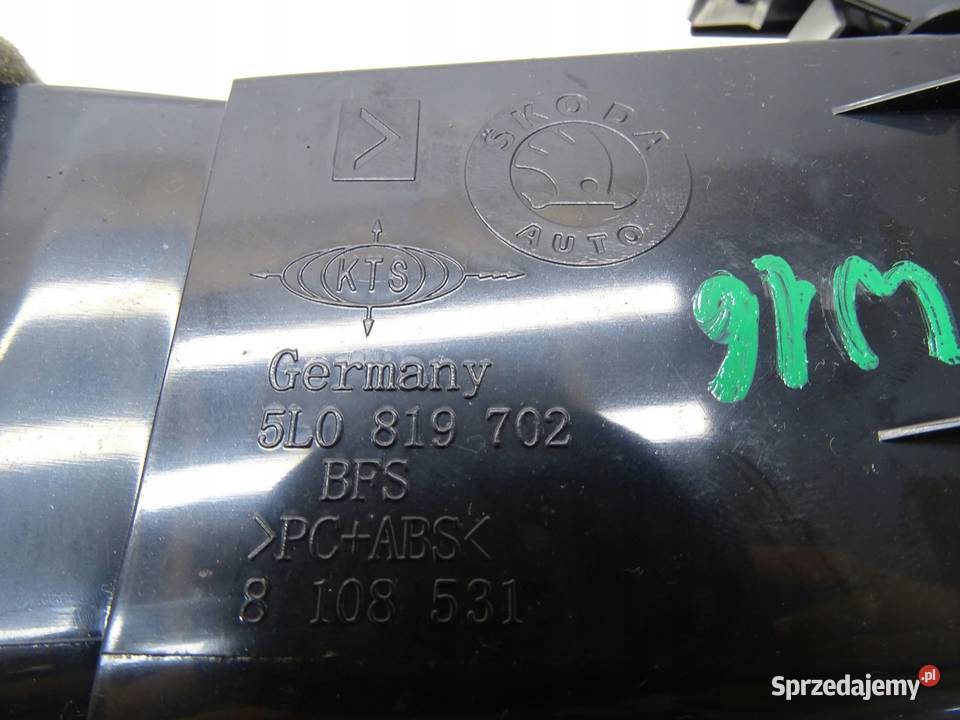 ŠKODA
AUTO
KTS
Germany
5L0 819 702
BFS
>PC+ABS<
8 108 531
Sprzedajemy.pl